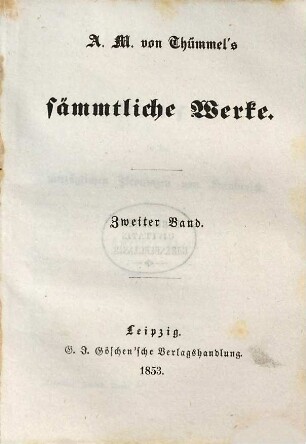 A. M. von Thümmel's
sämmtliche Werke.
Zweiter Band.
Leipzig.
G. J. Göschen'sche Verlagshandlung.
1853.